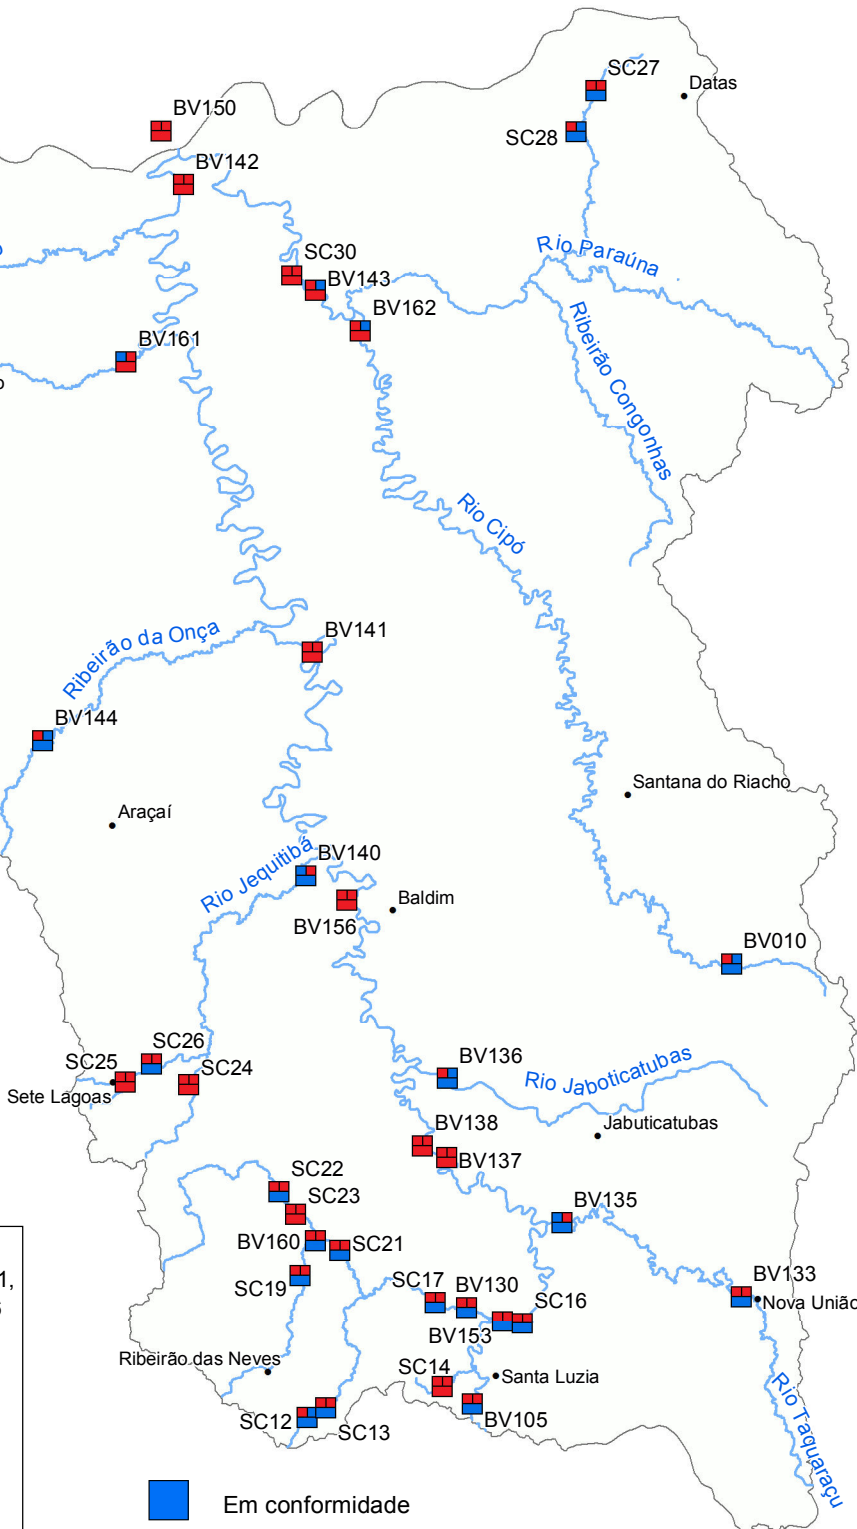 SC27
Datas
BV150
SC28
BV142
Rio Paraúna
SC30
BV143
BV162
Ribeirão Congonhas
BV161
o
Rio Cipó
Ribeirão da Onça
BV141
BV144
Santana do Riacho
Araçaí
Rio Jequitibá
BV140
Baldim
BV156
BV010
SC26
SC25
SC24
BV136
Rio Jaboticatubas
Sete Lagoas
BV138
Jabuticatubas
BV137
SC22
SC23
BV135
BV160
SC21
SC19
SC17
BV130
BV133
SC16
Nova União
1,
BV153
Ribeirão das Neves
SC14
Santa Luzia
SC12
SC13
BV105
Rio Taquaraçu
Em conformidade